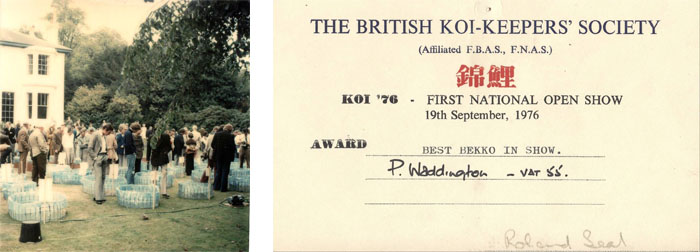 THE BRITISH KOI-KEEPERS' SOCIETY
(Affiliated F.B.A.S., F.N.A.S.)
錦鯉
KOI '76 - FIRST NATIONAL OPEN SHOW
19th September, 1976
AWARD BEST BEKKO IN SHOW.
P. Waddington - VAT 55.
Roland Seal